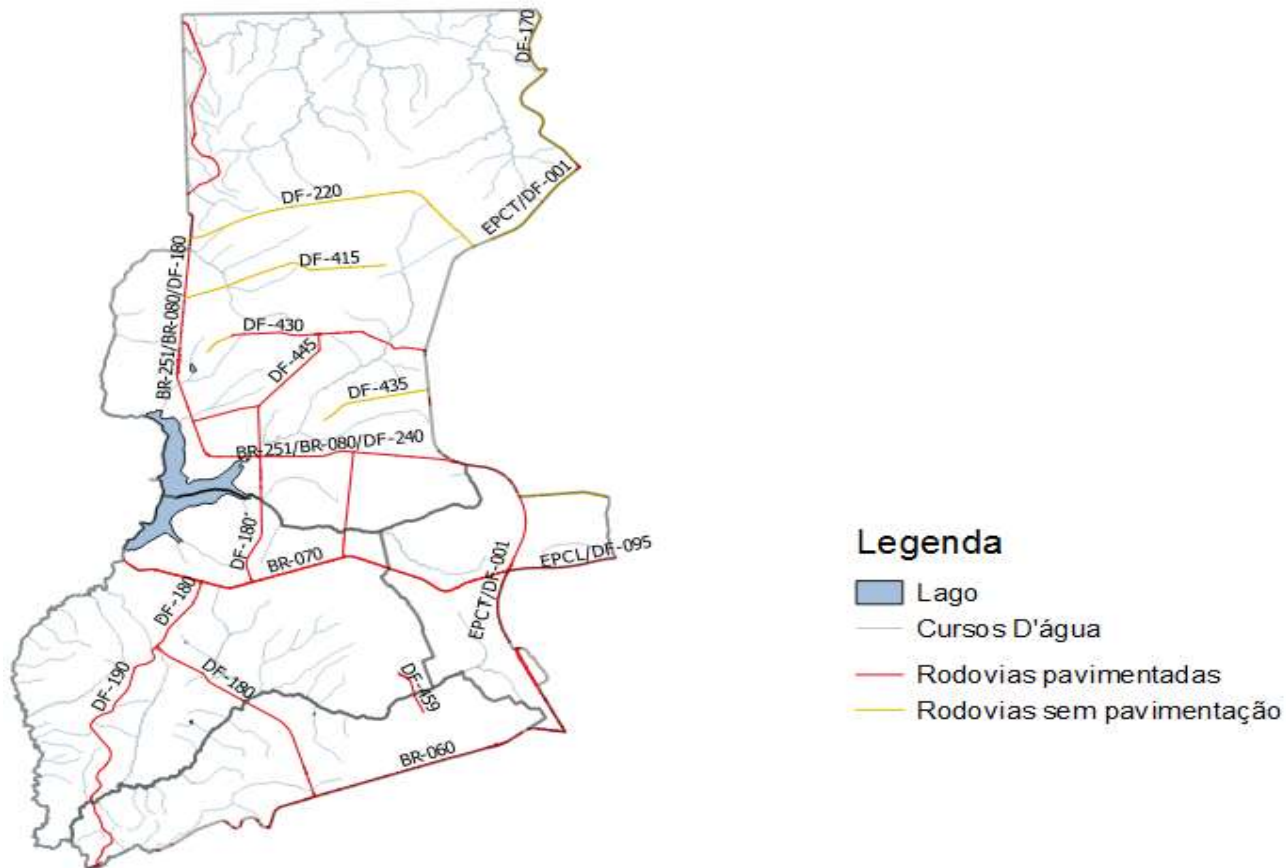 DF-170
EPCT/DF-001
DF-220
DF-415
BR-251/BR-080/DF-180
DF-430
DF-445
DF-435
BR-251/BR-080/DF-240
DF-180
BR-070
EPCL/DF-095
EPCT/DF-001
DF-180
DF-190
DF-180
DF-459
BR-060
Legenda
Lago
Cursos D'água
Rodovias pavimentadas
Rodovias sem pavimentação